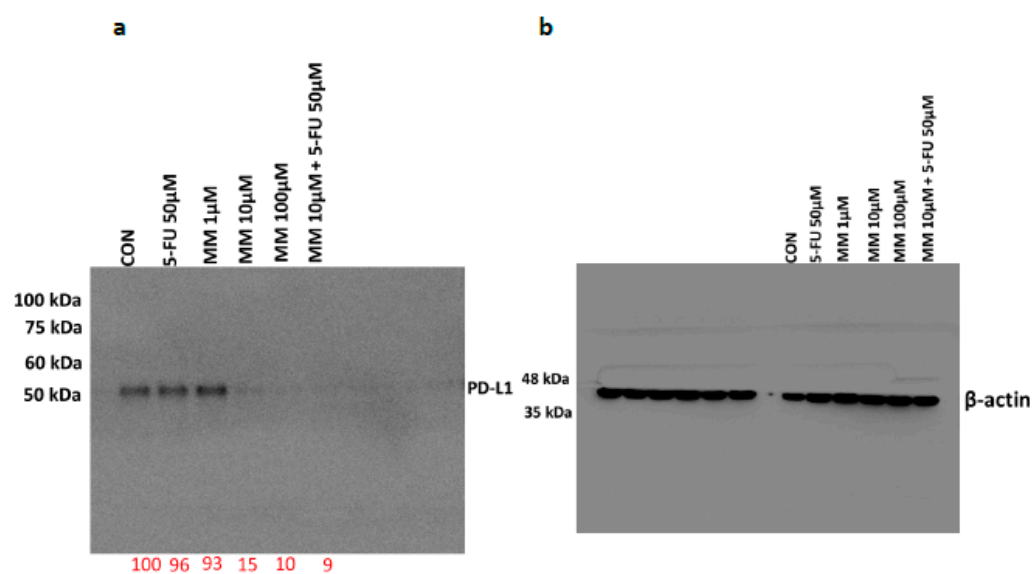 a
CON
5-FU 50µM
MM 1µM
MM 10µM
MM 100µM
MM 10µM + 5-FU 50µM
100 kDa
75 kDa
60 kDa
50 kDa
PD-L1
100 96 93 15 10 9
b
CON
5-FU 50µM
MM 1µM
MM 10µM
MM 100µM
MM 10µM + 5-FU 50µM
48 kDa
35 kDa
β-actin